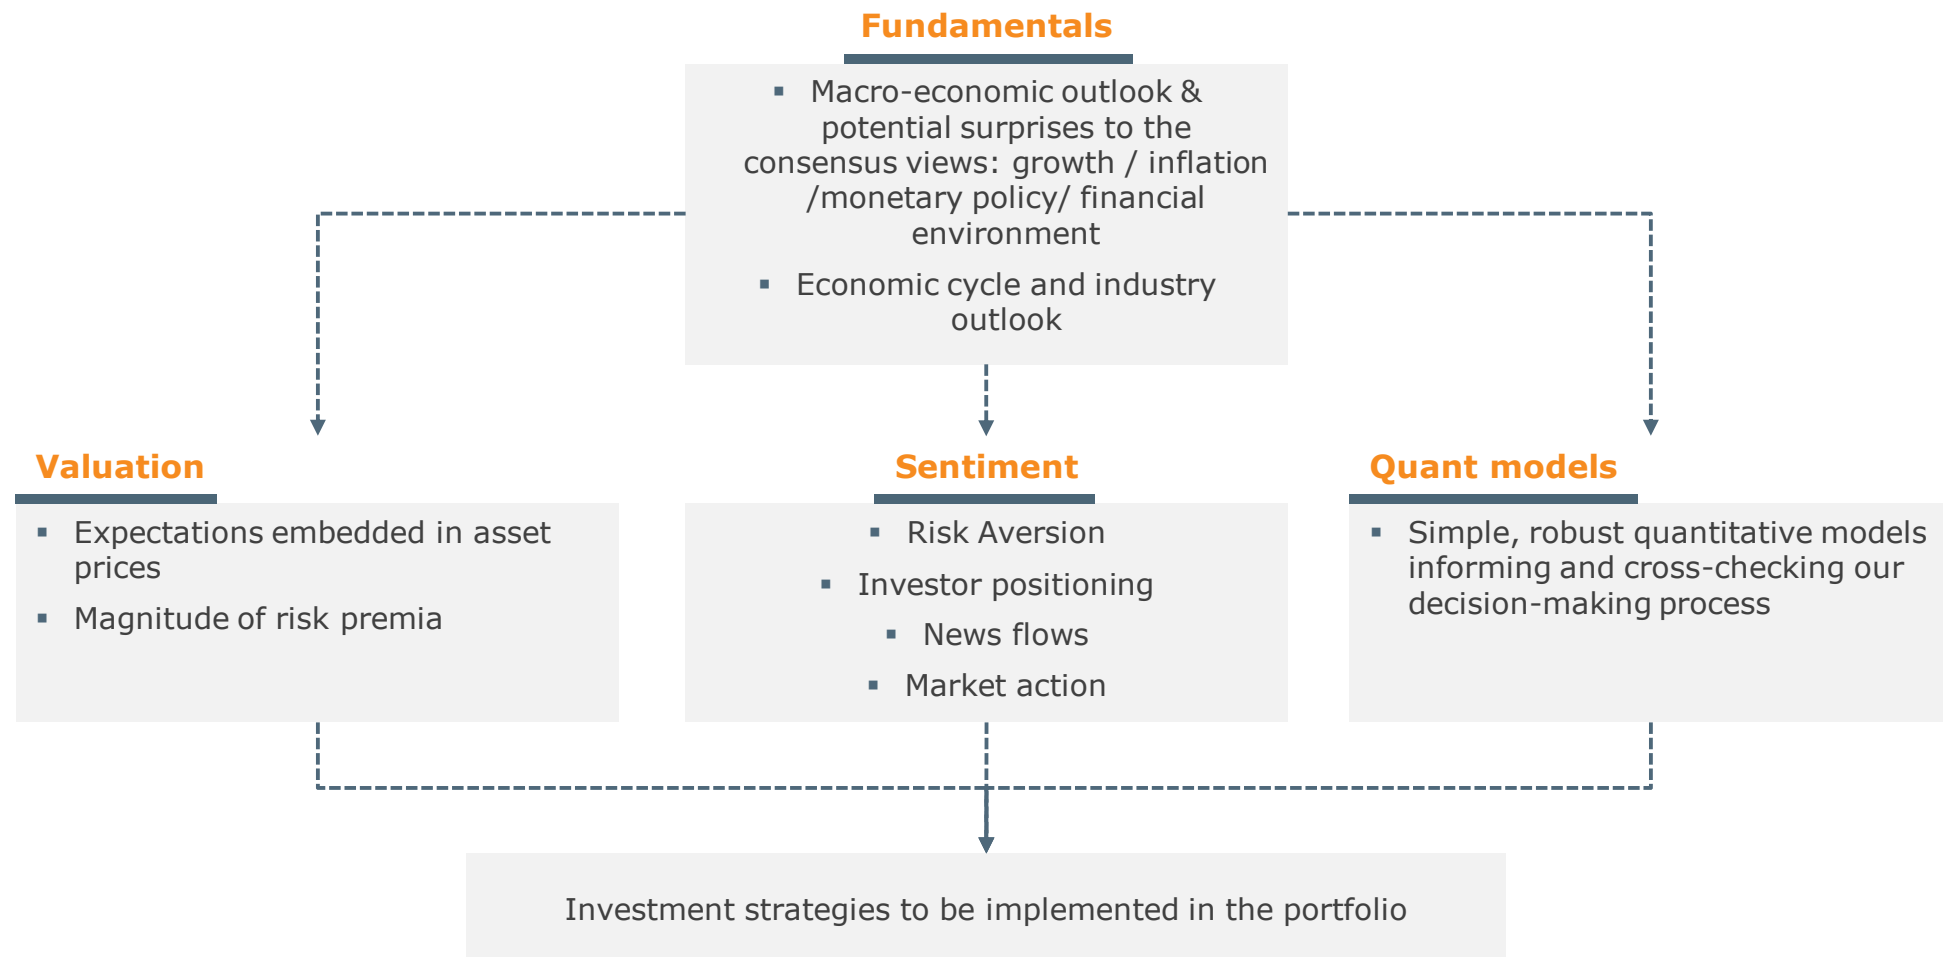 Fundamentals
▪ Macro-economic outlook &
potential surprises to the
consensus views: growth / inflation
/monetary policy/ financial
environment
▪ Economic cycle and industry
outlook
Valuation
▪ Expectations embedded in asset
prices
▪ Magnitude of risk premia
Sentiment
▪ Risk Aversion
▪ Investor positioning
▪ News flows
▪ Market action
Quant models
▪ Simple, robust quantitative models
informing and cross-checking our
decision-making process
Investment strategies to be implemented in the portfolio